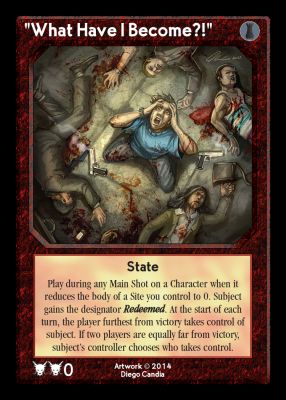 "What Have I Become?!"
State
Play during any Main Shot on a Character when it
reduces the body of a Site you control to 0. Subject
gains the designator Redeemed. At the start of each
turn, the player furthest from victory takes control of
subject. If two players are equally far from victory,
subject's controller chooses who takes control.
0
Artwork © 2014
Diego Candia